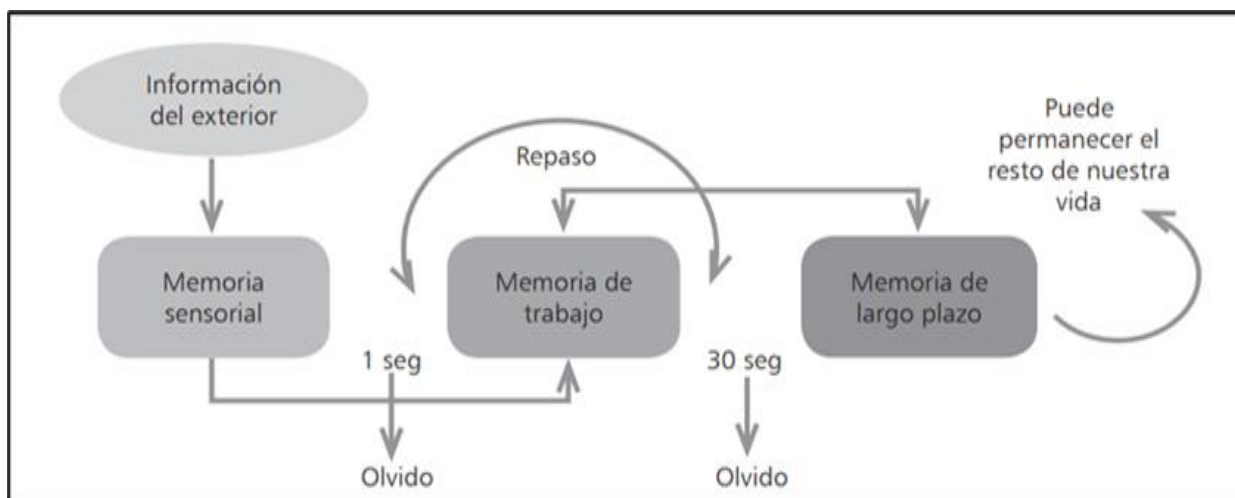 Información
del exterior
Puede
permanecer el
resto de nuestra
vida
Repaso
Memoria
sensorial
Memoria de
trabajo
Memoria de
largo plazo
1 seg
30 seg
Olvido
Olvido